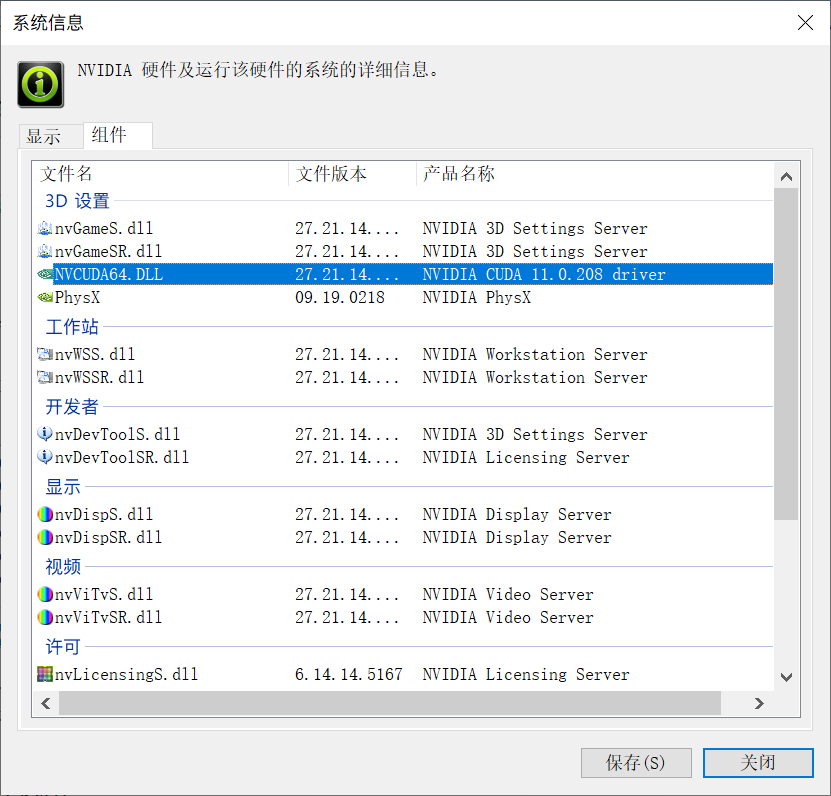 系统信息
NVIDIA 硬件及运行该硬件的系统的详细信息。
显示 组件
文件名 文件版本 产品名称
3D 设置
nvGameS.dll 27.21.14.... NVIDIA 3D Settings Server
nvGameSR.dll 27.21.14.... NVIDIA 3D Settings Server
NVCUDA64.DLL 27.21.14.... NVIDIA CUDA 11.0.208 driver
PhysX 09.19.0218 NVIDIA PhysX
工作站
nvWSS.dll 27.21.14.... NVIDIA Workstation Server
nvWSSR.dll 27.21.14.... NVIDIA Workstation Server
开发者
nvDevToolS.dll 27.21.14.... NVIDIA 3D Settings Server
nvDevToolSR.dll 27.21.14.... NVIDIA Licensing Server
显示
nvDispS.dll 27.21.14.... NVIDIA Display Server
nvDispSR.dll 27.21.14.... NVIDIA Display Server
视频
nvViTvS.dll 27.21.14.... NVIDIA Video Server
nvViTvSR.dll 27.21.14.... NVIDIA Video Server
许可
nvLicensingS.dll 6.14.14.5167 NVIDIA Licensing Server
保存(S) 关闭